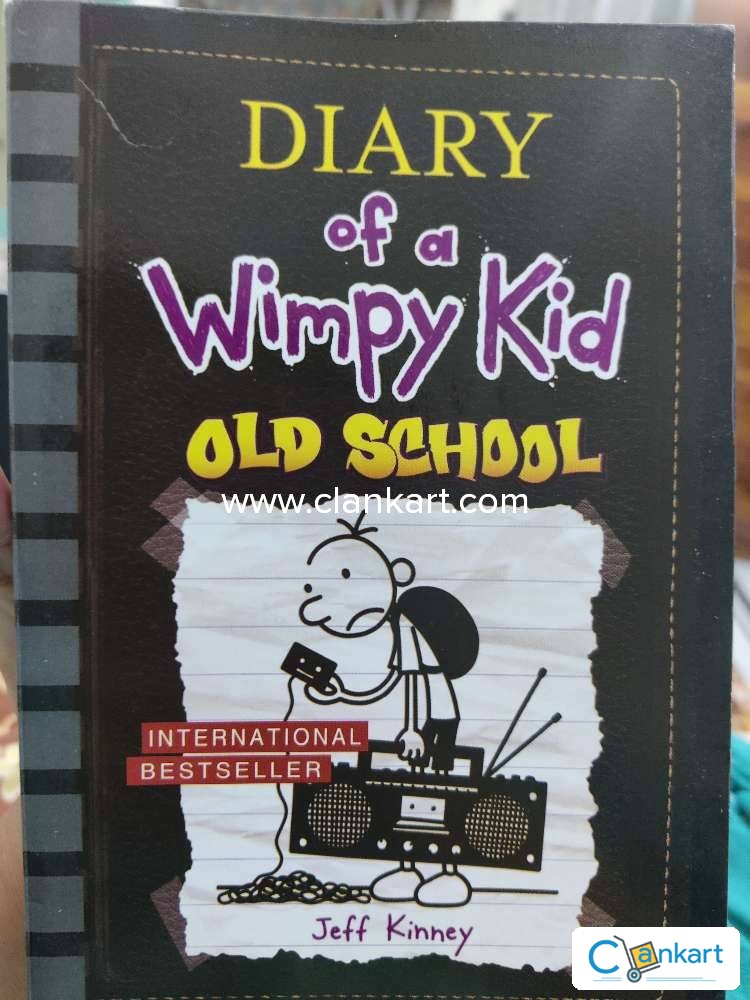 DIARY
of a
Wimpy Kid
OLD SCHOOL
www.clankart.com
INTERNATIONAL
BESTSELLER
Jeff Kinney
Clankart